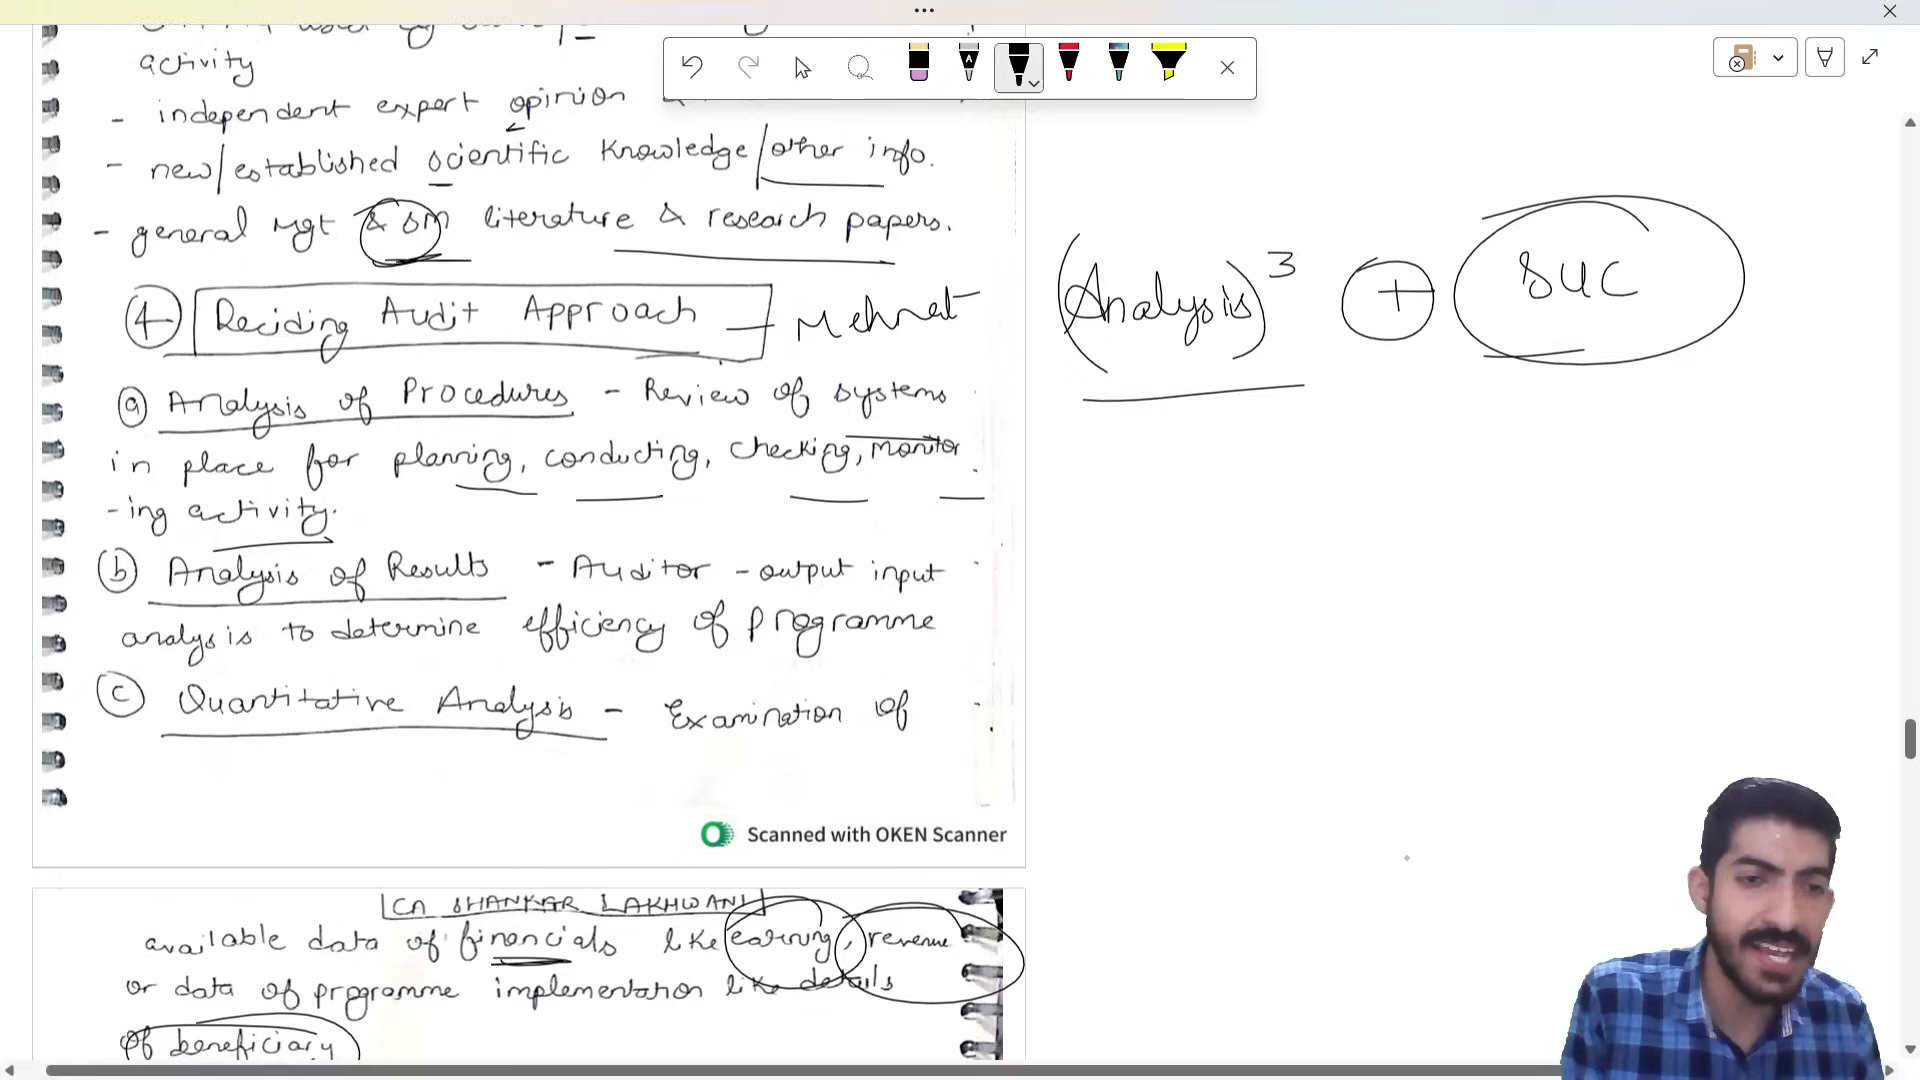 activity
- independent expert opinion
- new/established scientific knowledge/other info.
- general Mgt & SM literature & research papers.
④ Deciding Audit Approach - Mehnat
ⓐ Analysis of Procedures - Review of systems
in place for planning, conducting, checking, monitor
-ing activity.
ⓑ Analysis of Results - Auditor - output input
analysis to determine efficiency of programme
ⓒ Quantitative Analysis - Examination of
Scanned with OKEN Scanner
CA SHANKAR LAKHWANI
available data of financials like earning, revenue
or data of programme implementation like details
of beneficiary
(Analysis)³ + SUC
A